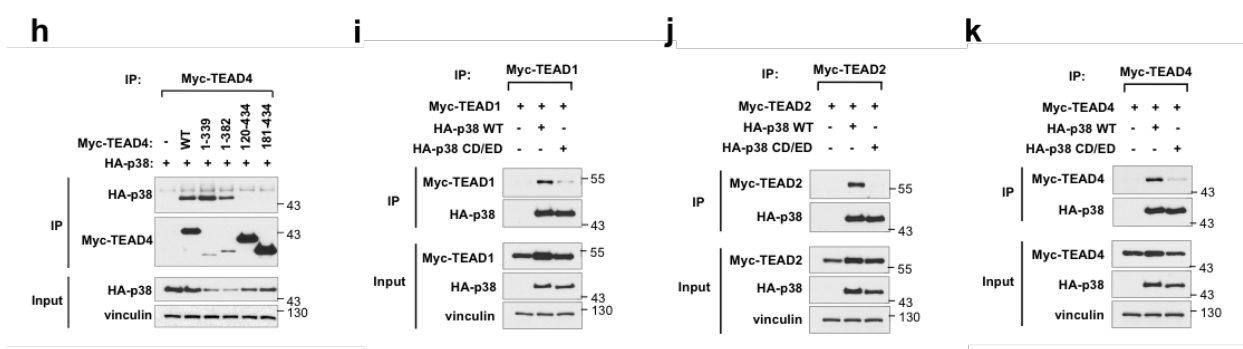 h
IP: Myc-TEAD4
Myc-TEAD4: - WT 1-339 1-382 120-434 181-434
HA-p38: + + + + + +
IP
HA-p38 43
Myc-TEAD4 43
Input
HA-p38 43
vinculin 130
i
IP: Myc-TEAD1
Myc-TEAD1 + + +
HA-p38 WT - + -
HA-p38 CD/ED - - +
IP
Myc-TEAD1 55
HA-p38 43
Input
Myc-TEAD1 55
HA-p38 43
vinculin 130
j
IP: Myc-TEAD2
Myc-TEAD2 + + +
HA-p38 WT - + -
HA-p38 CD/ED - - +
IP
Myc-TEAD2 55
HA-p38 43
Input
Myc-TEAD2 55
HA-p38 43
vinculin 130
k
IP: Myc-TEAD4
Myc-TEAD4 + + +
HA-p38 WT - + -
HA-p38 CD/ED - - +
IP
Myc-TEAD4 43
HA-p38 43
Input
Myc-TEAD4 43
HA-p38 43
vinculin 130